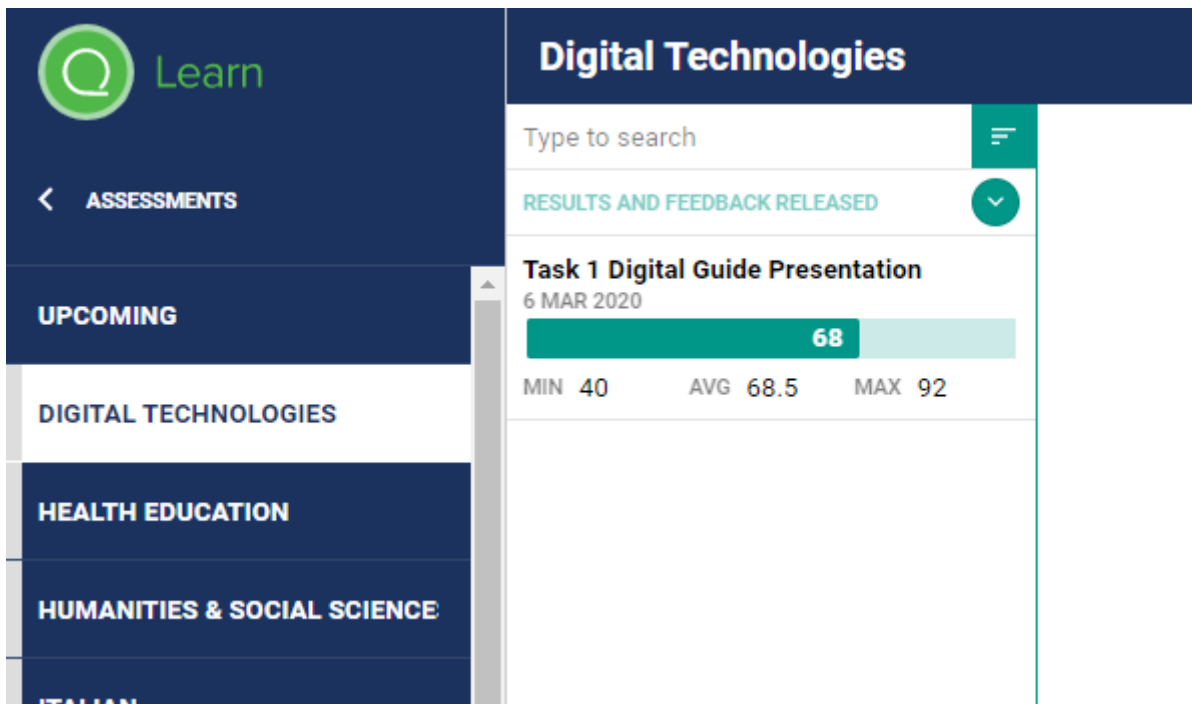 Learn
ASSESSMENTS
UPCOMING
DIGITAL TECHNOLOGIES
HEALTH EDUCATION
HUMANITIES & SOCIAL SCIENCE
ITALIAN
Digital Technologies
Type to search
RESULTS AND FEEDBACK RELEASED
Task 1 Digital Guide Presentation
6 MAR 2020
68
MIN 40 AVG 68.5 MAX 92